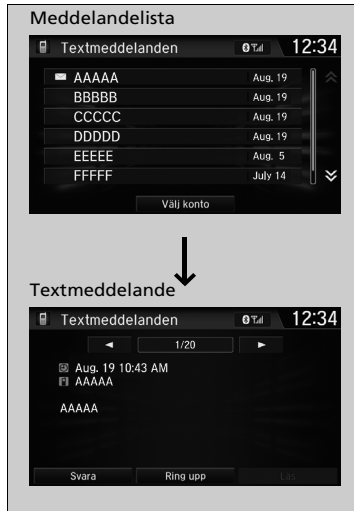 Meddelandelista
Textmeddelanden 12:34
AAAAA Aug. 19
BBBBB Aug. 19
CCCCC Aug. 19
DDDDD Aug. 19
EEEEE Aug. 5
FFFFF July 14
Välj konto
Textmeddelande
Textmeddelanden 12:34
1/20
Aug. 19 10:43 AM
AAAAA
AAAAA
Svara Ring upp Läs